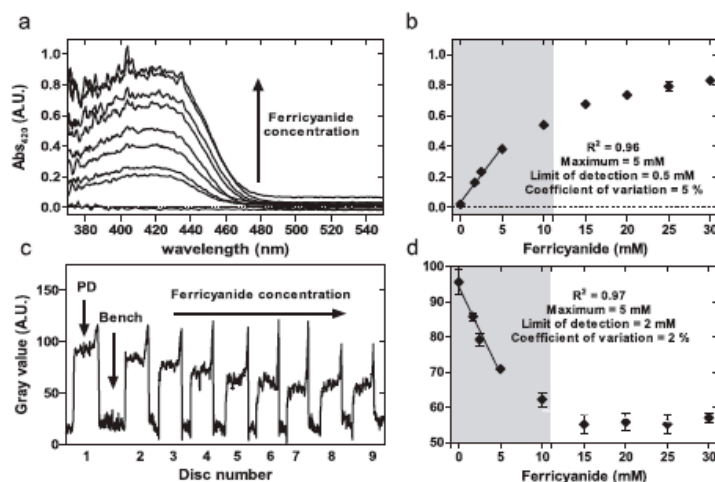 a
Abs420 (A.U.)
1.0
0.8
0.6
0.4
0.2
0.0
Ferricyanide
concentration
380 400 420 440 460 480 500 520 540
wavelength (nm)
b
1.0
0.8
0.6
0.4
0.2
0.0
R² = 0.96
Maximum = 5 mM
Limit of detection = 0.5 mM
Coefficient of variation = 5 %
0 5 10 15 20 25 30
Ferricyanide (mM)
c
Gray value (A.U.)
150
100
50
0
PD
Bench
Ferricyanide concentration
1 2 3 4 5 6 7 8 9
Disc number
d
100
90
80
70
60
50
R² = 0.97
Maximum = 5 mM
Limit of detection = 2 mM
Coefficient of variation = 2 %
0 5 10 15 20 25 30
Ferricyanide (mM)